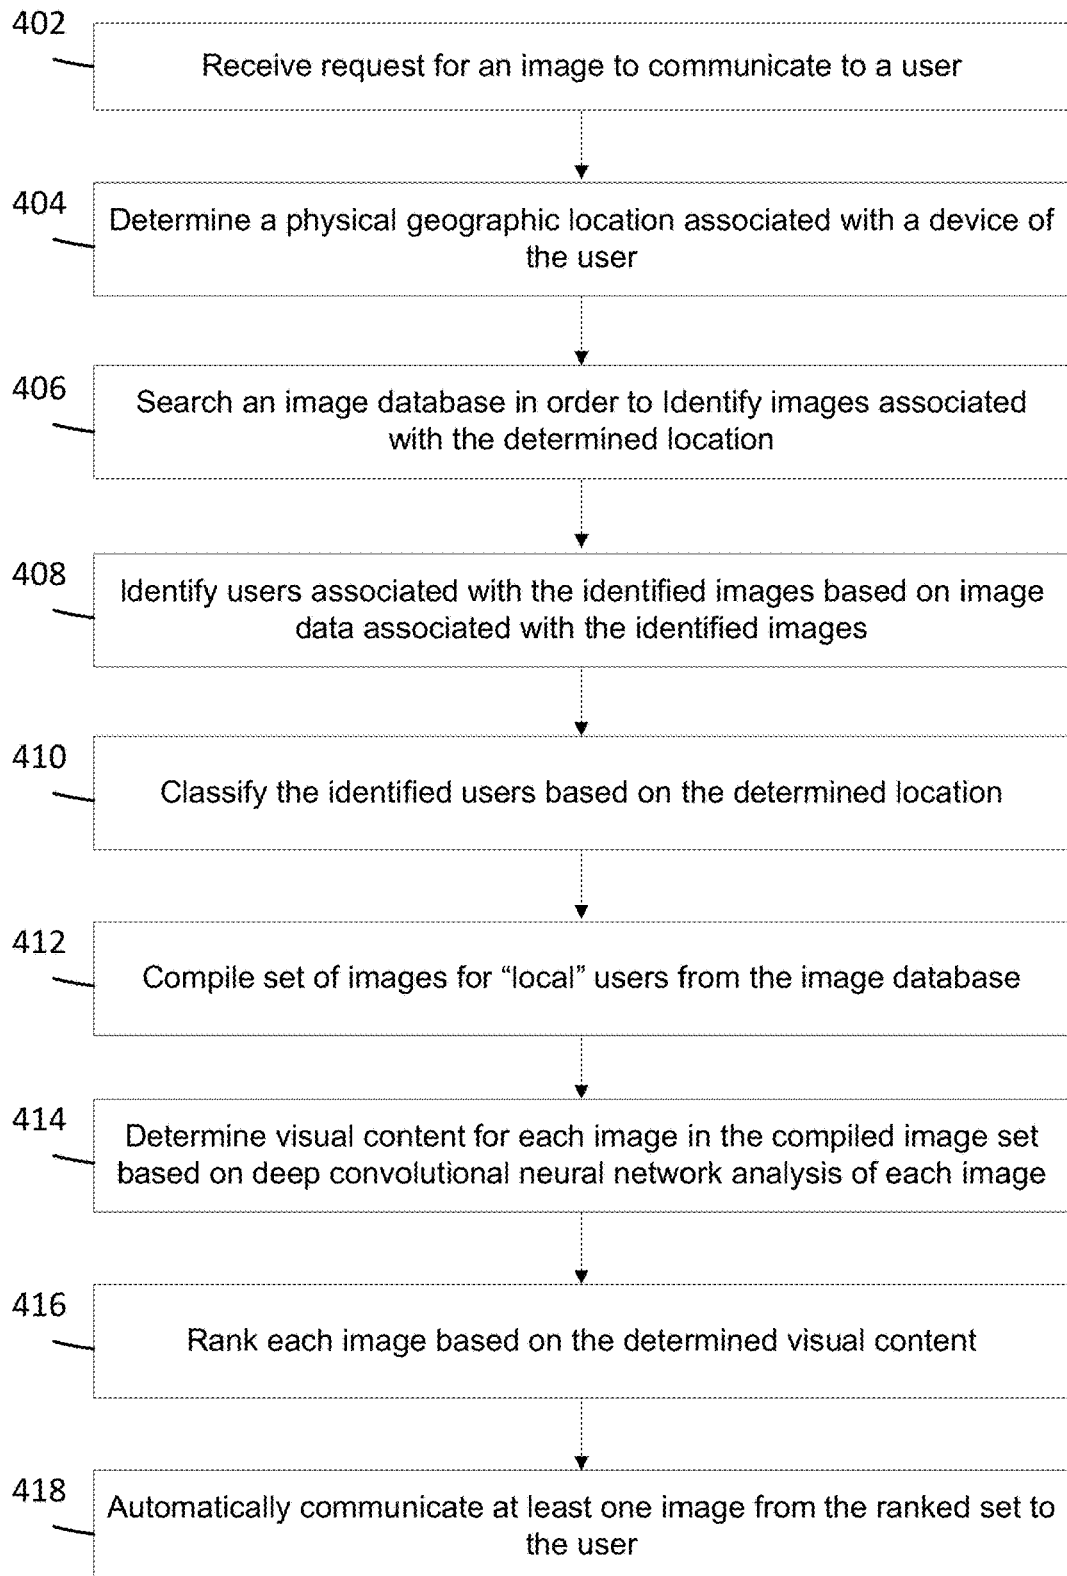 402
Receive request for an image to communicate to a user
404
Determine a physical geographic location associated with a device of
the user
406
Search an image database in order to Identify images associated
with the determined location
408
Identify users associated with the identified images based on image
data associated with the identified images
410
Classify the identified users based on the determined location
412
Compile set of images for “local” users from the image database
414
Determine visual content for each image in the compiled image set
based on deep convolutional neural network analysis of each image
416
Rank each image based on the determined visual content
418
Automatically communicate at least one image from the ranked set to
the user